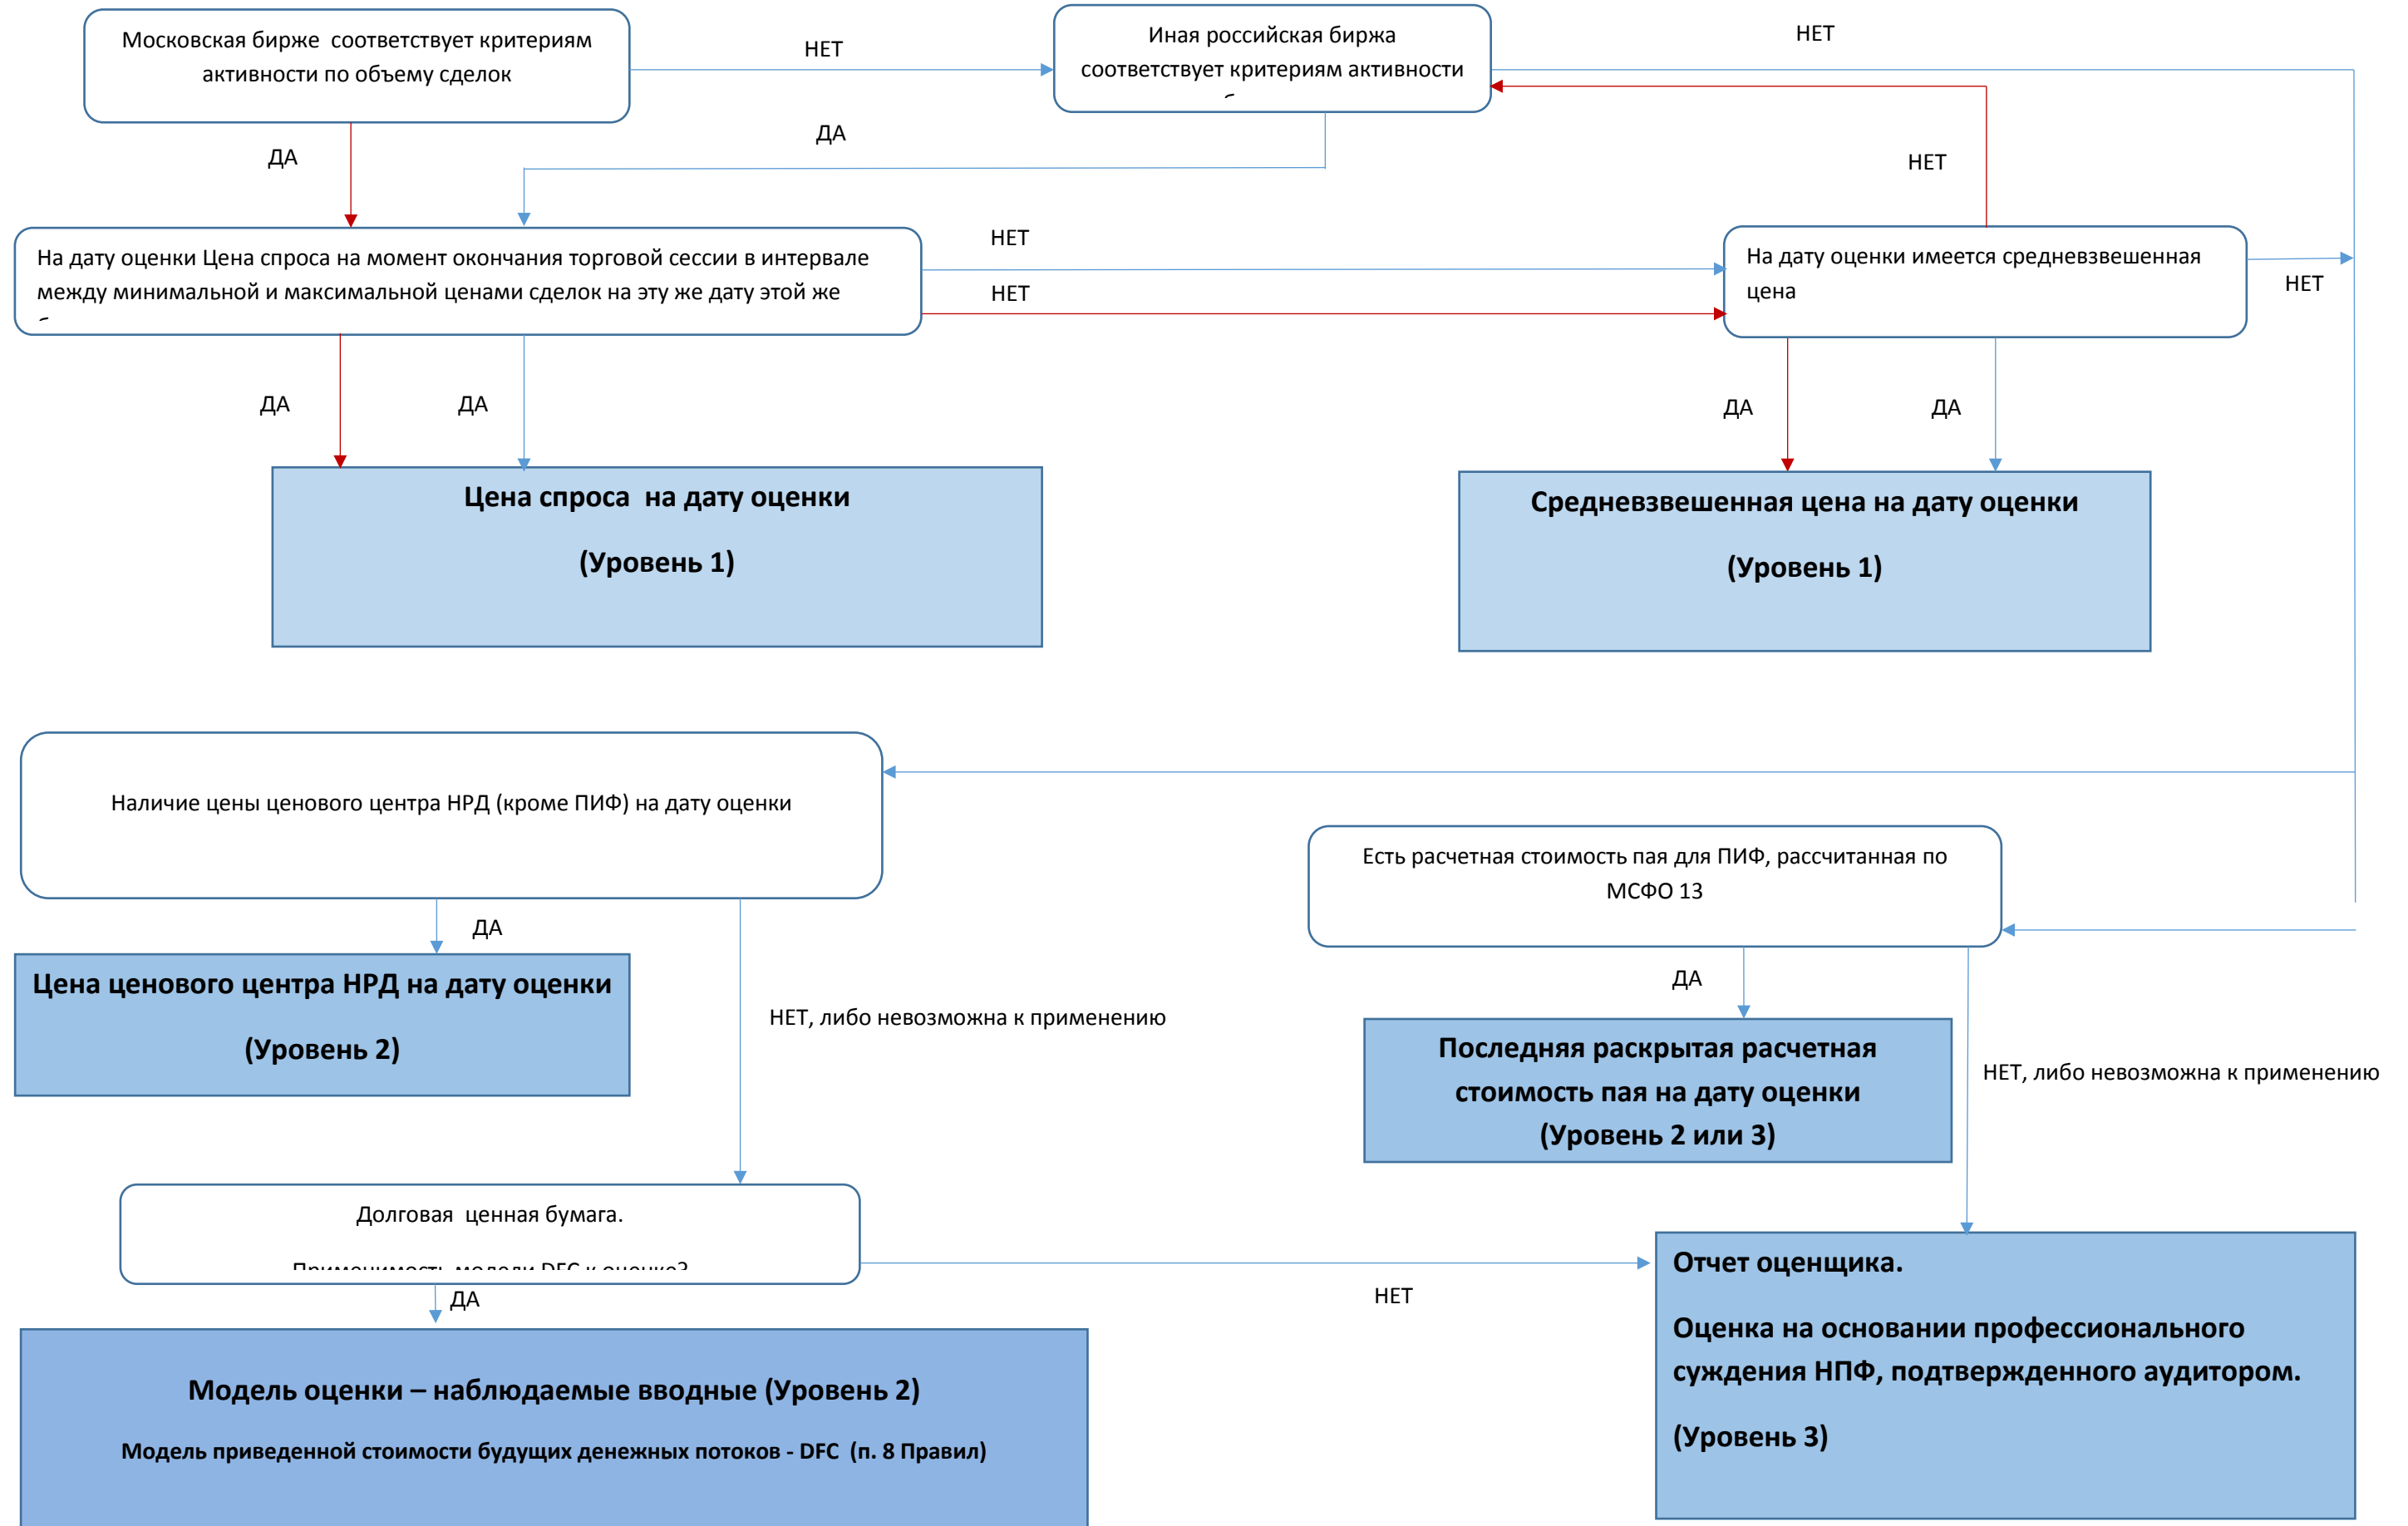 Московская бирже соответствует критериям
активности по объему сделок
НЕТ
Иная российская биржа
соответствует критериям активности
НЕТ
ДА
ДА
НЕТ
На дату оценки Цена спроса на момент окончания торговой сессии в интервале
между минимальной и максимальной ценами сделок на эту же дату этой же
НЕТ
НЕТ
На дату оценки имеется средневзвешенная
цена
НЕТ
ДА
ДА
ДА
ДА
Цена спроса на дату оценки
(Уровень 1)
Средневзвешенная цена на дату оценки
(Уровень 1)
Наличие цены ценового центра НРД (кроме ПИФ) на дату оценки
Есть расчетная стоимость пая для ПИФ, рассчитанная по
МСФО 13
ДА
Цена ценового центра НРД на дату оценки
(Уровень 2)
НЕТ, либо невозможна к применению
ДА
Последняя раскрытая расчетная
стоимость пая на дату оценки
(Уровень 2 или 3)
НЕТ, либо невозможна к применению
Долговая ценная бумага.
Применимость модели DFC к оценке?
ДА
НЕТ
Отчет оценщика.
Оценка на основании профессионального
суждения НПФ, подтвержденного аудитором.
(Уровень 3)
Модель оценки – наблюдаемые вводные (Уровень 2)
Модель приведенной стоимости будущих денежных потоков - DFC (п. 8 Правил)